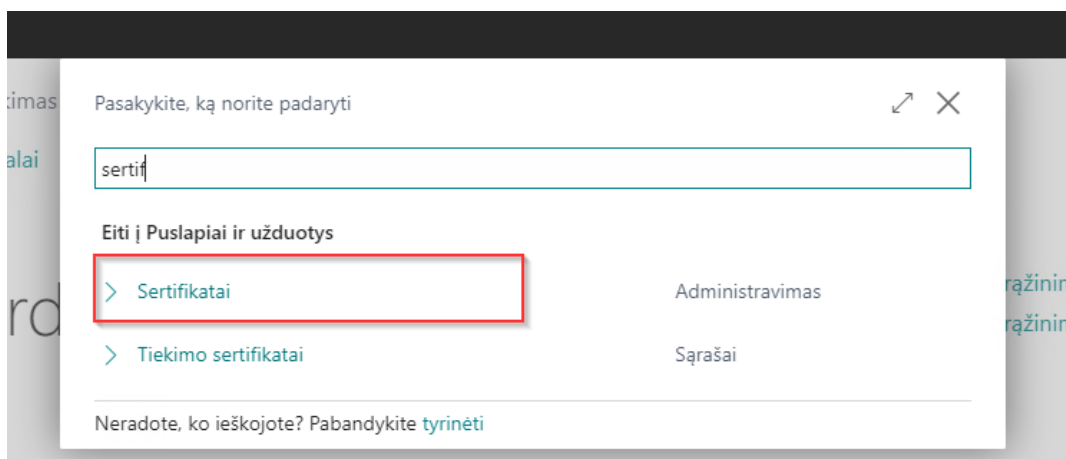 Pasakykite, ką norite padaryti
alai
sertif
Eiti į Puslapiai ir užduotys
Sertifikatai Administravimas
Tiekimo sertifikatai Sąrašai
Neradote, ko ieškojote? Pabandykite tyrinėti